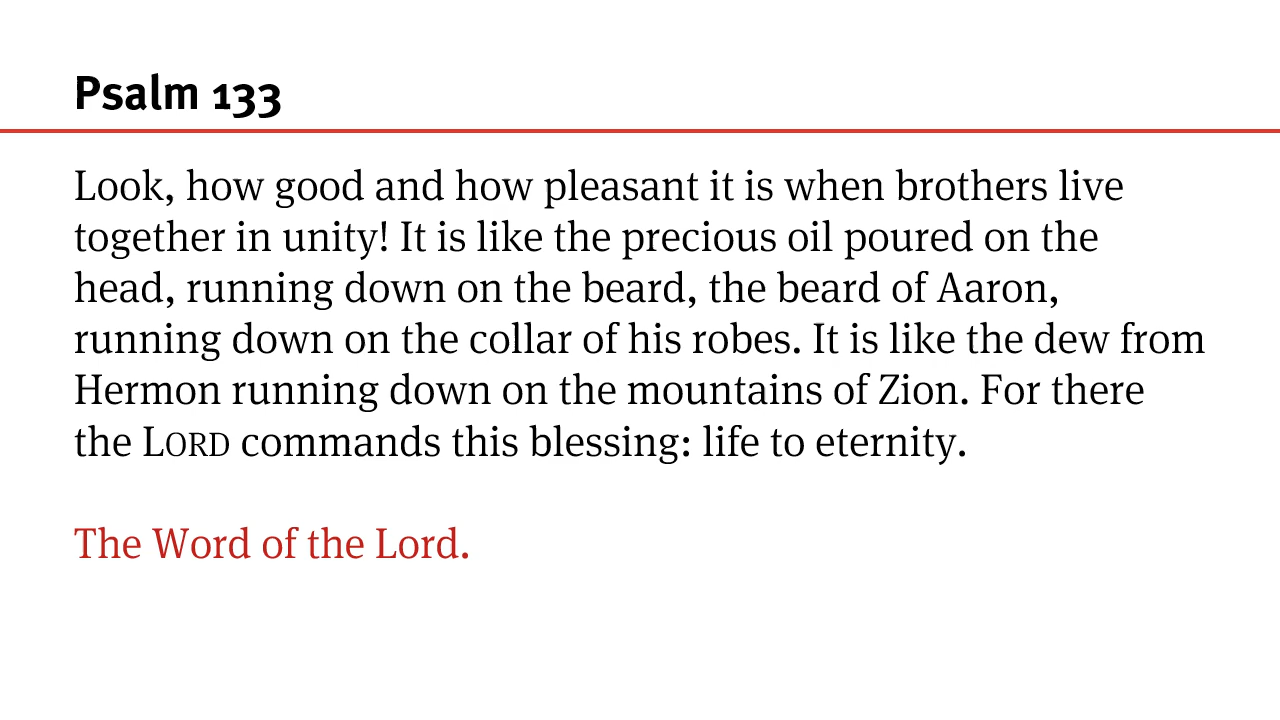 Psalm 133
Look, how good and how pleasant it is when brothers live
together in unity! It is like the precious oil poured on the
head, running down on the beard, the beard of Aaron,
running down on the collar of his robes. It is like the dew from
Hermon running down on the mountains of Zion. For there
the LORD commands this blessing: life to eternity.
The Word of the Lord.